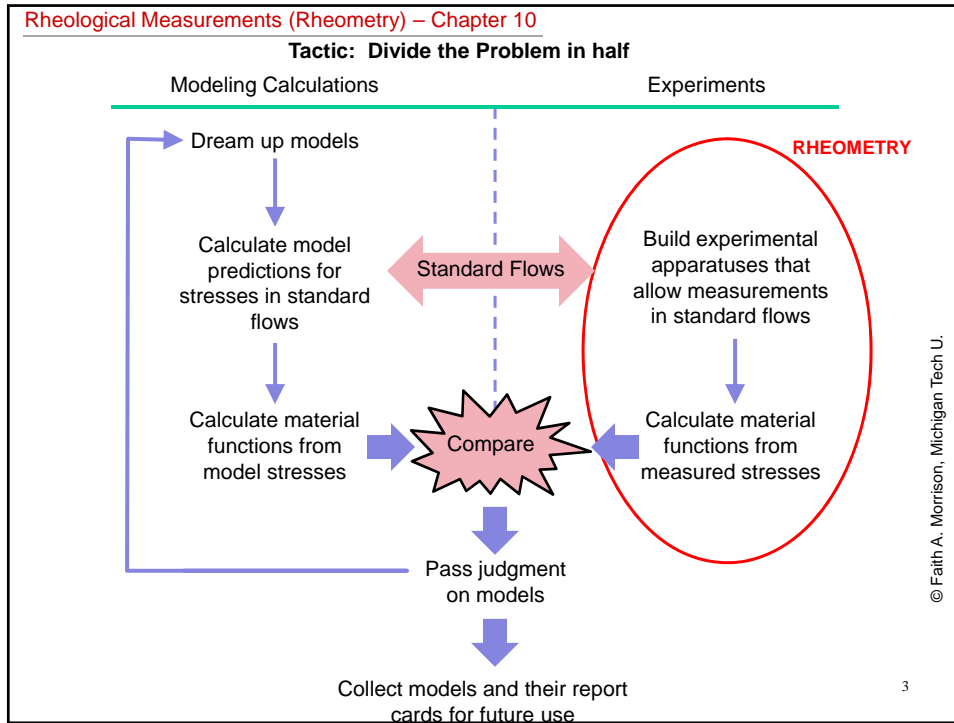 Rheological Measurements (Rheometry) – Chapter 10
Tactic: Divide the Problem in half
Modeling Calculations
Experiments
Dream up models
RHEOMETRY
Calculate model
predictions for
stresses in standard
flows
Standard Flows
Build experimental
apparatuses that
allow measurements
in standard flows
Calculate material
functions from
model stresses
Compare
Calculate material
functions from
measured stresses
Pass judgment
on models
Collect models and their report
cards for future use
© Faith A. Morrison, Michigan Tech U.
3